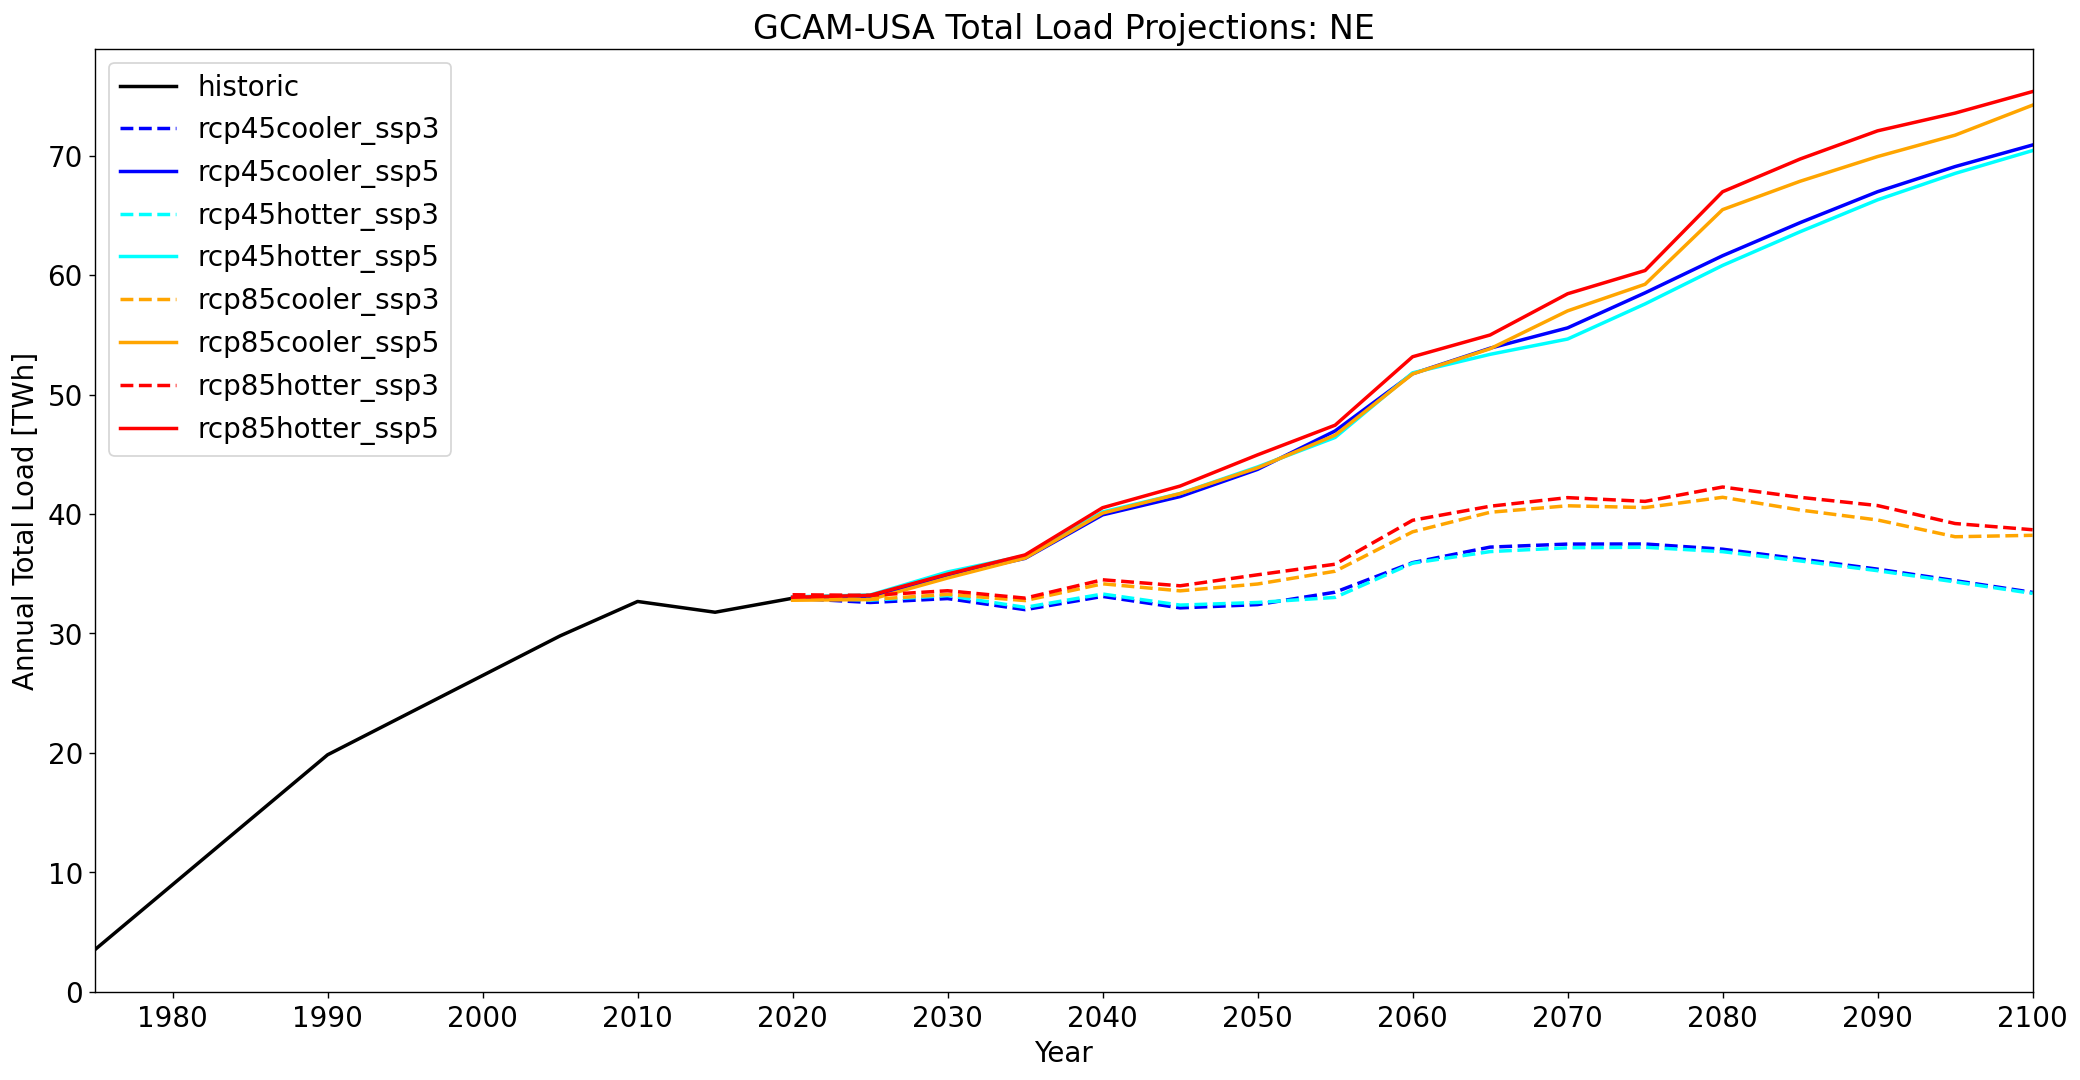 GCAM-USA Total Load Projections: NE
historic
rcp45cooler_ssp3
rcp45cooler_ssp5
rcp45hotter_ssp3
rcp45hotter_ssp5
rcp85cooler_ssp3
rcp85cooler_ssp5
rcp85hotter_ssp3
rcp85hotter_ssp5
Annual Total Load [TWh]
70
60
50
40
30
20
10
0
1980 1990 2000 2010 2020 2030 2040 2050 2060 2070 2080 2090 2100
Year